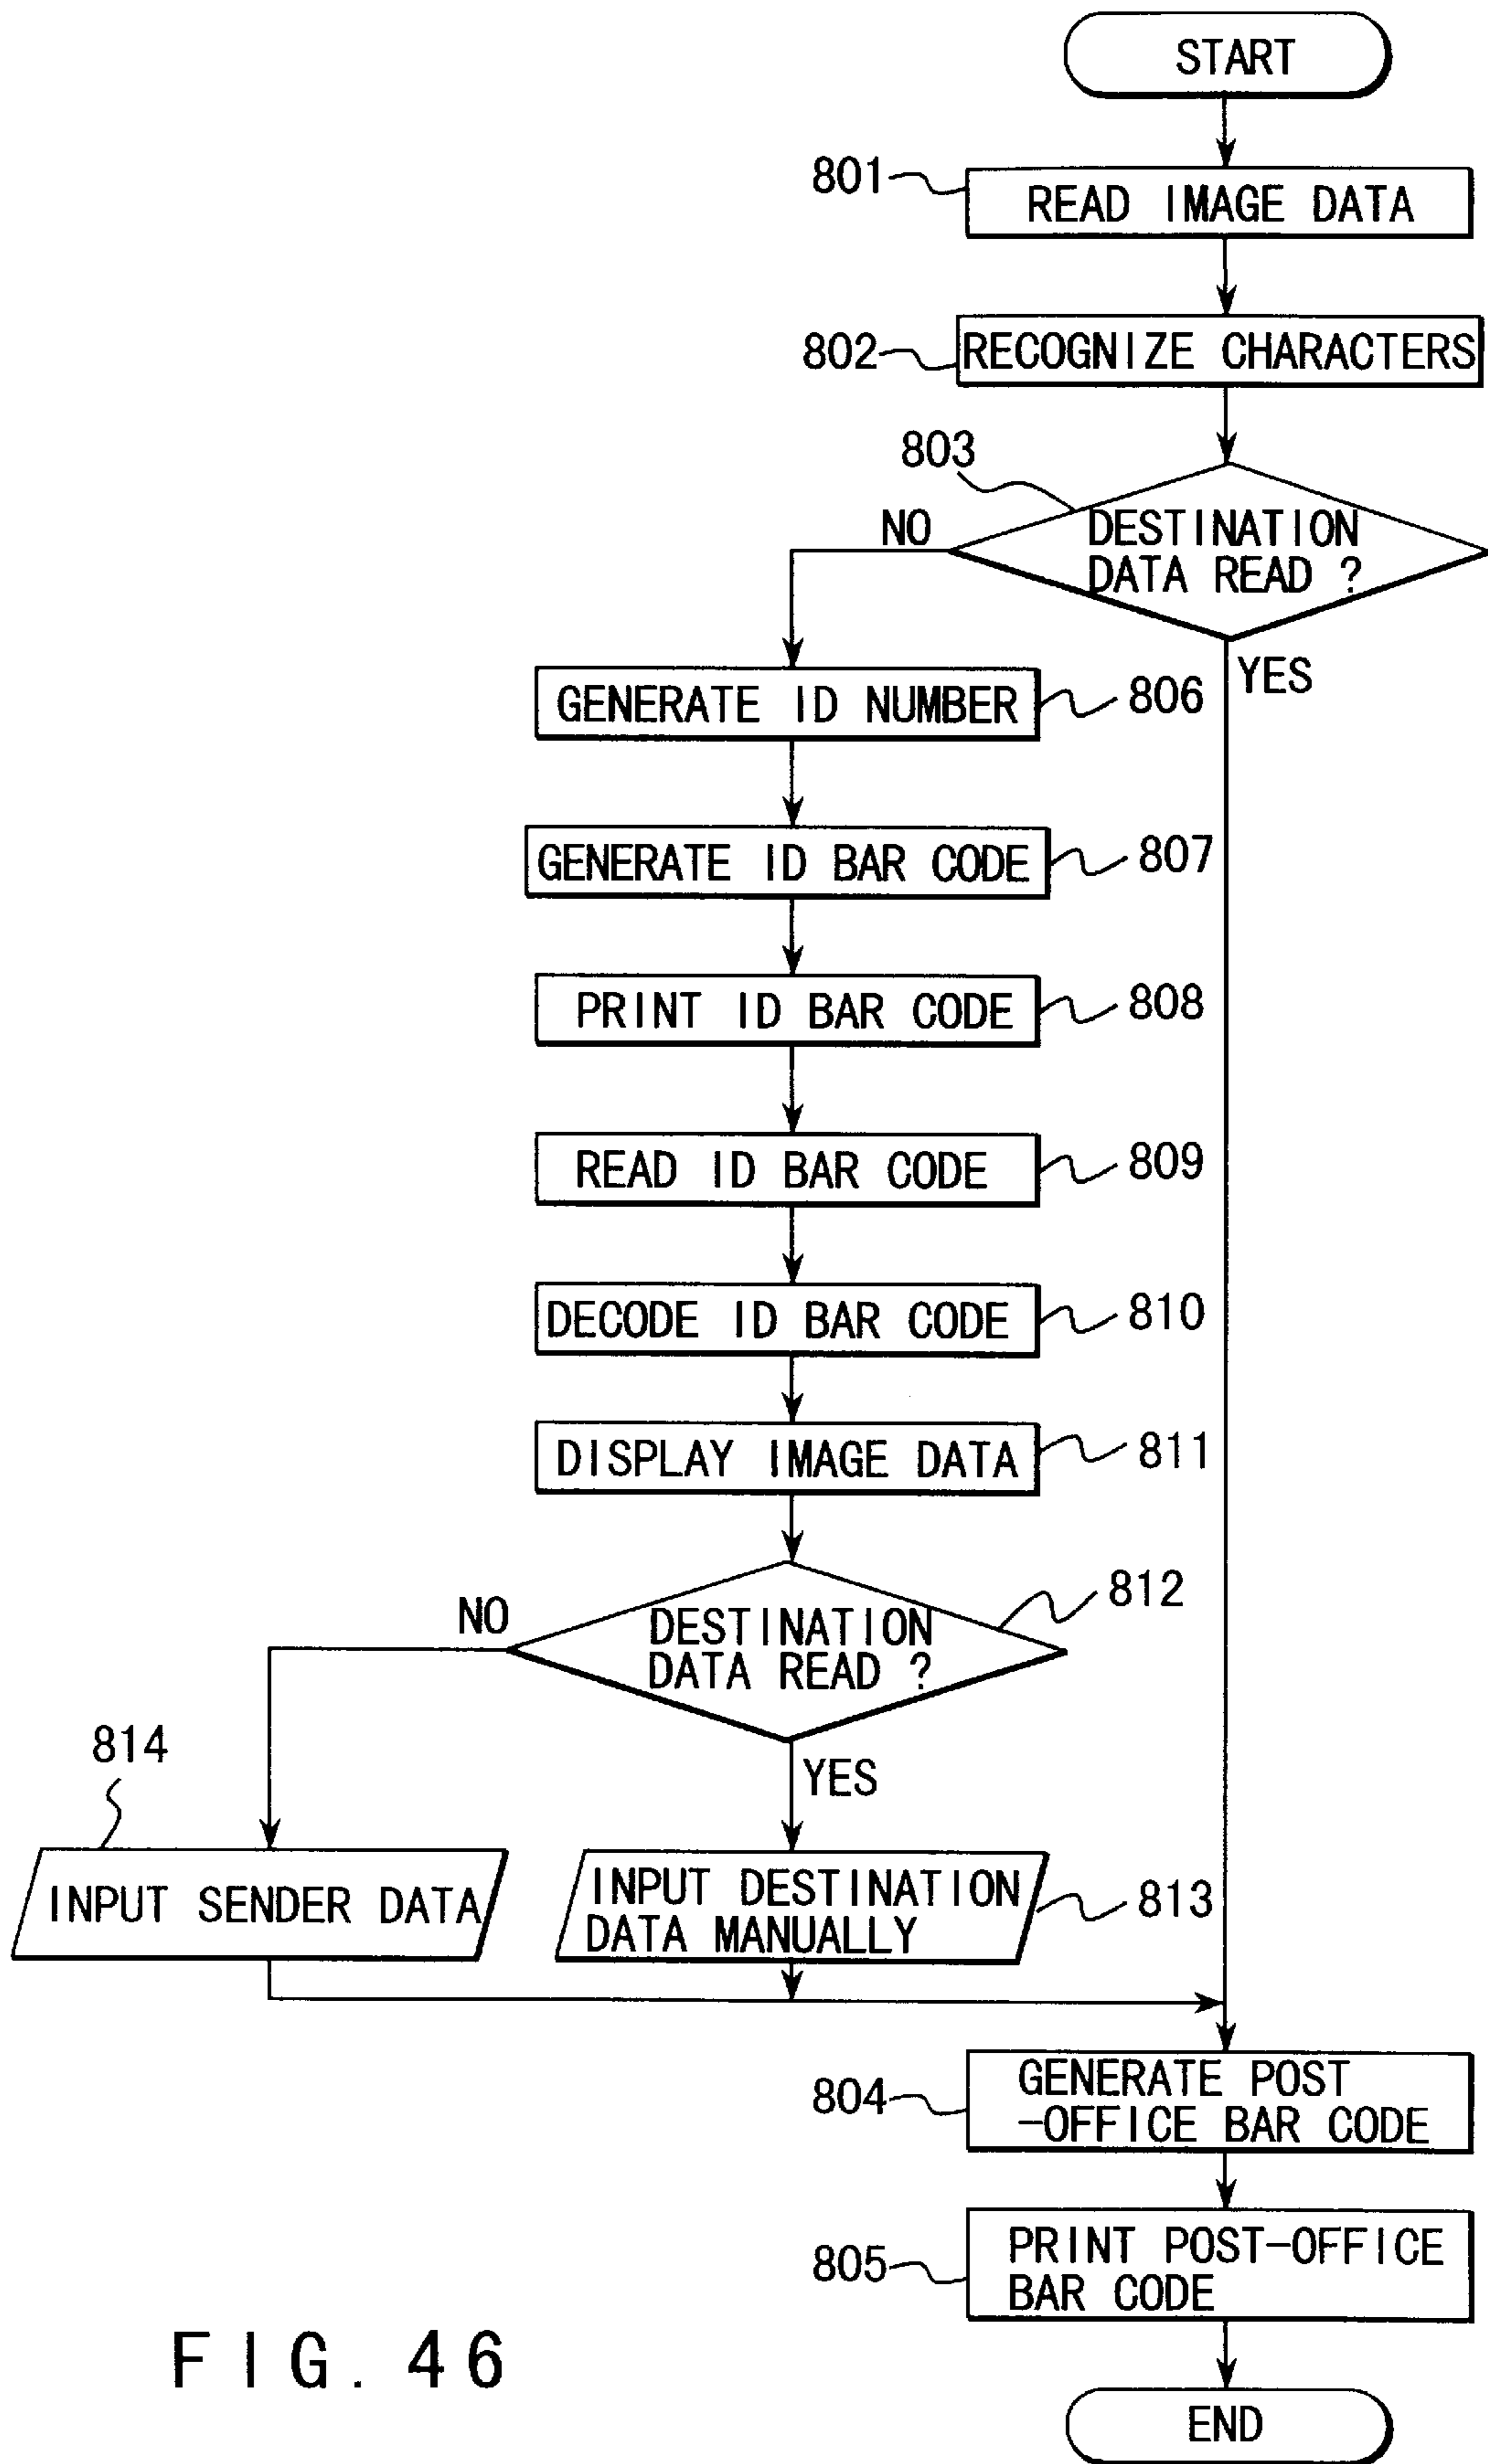 START
801
READ IMAGE DATA
802
RECOGNIZE CHARACTERS
803
DESTINATION
DATA READ ?
NO
YES
GENERATE ID NUMBER
806
GENERATE ID BAR CODE
807
PRINT ID BAR CODE
808
READ ID BAR CODE
809
DECODE ID BAR CODE
810
DISPLAY IMAGE DATA
811
812
DESTINATION
DATA READ ?
NO
YES
814
INPUT SENDER DATA
INPUT DESTINATION
DATA MANUALLY
813
804
GENERATE POST
-OFFICE BAR CODE
805
PRINT POST-OFFICE
BAR CODE
END
FIG. 46